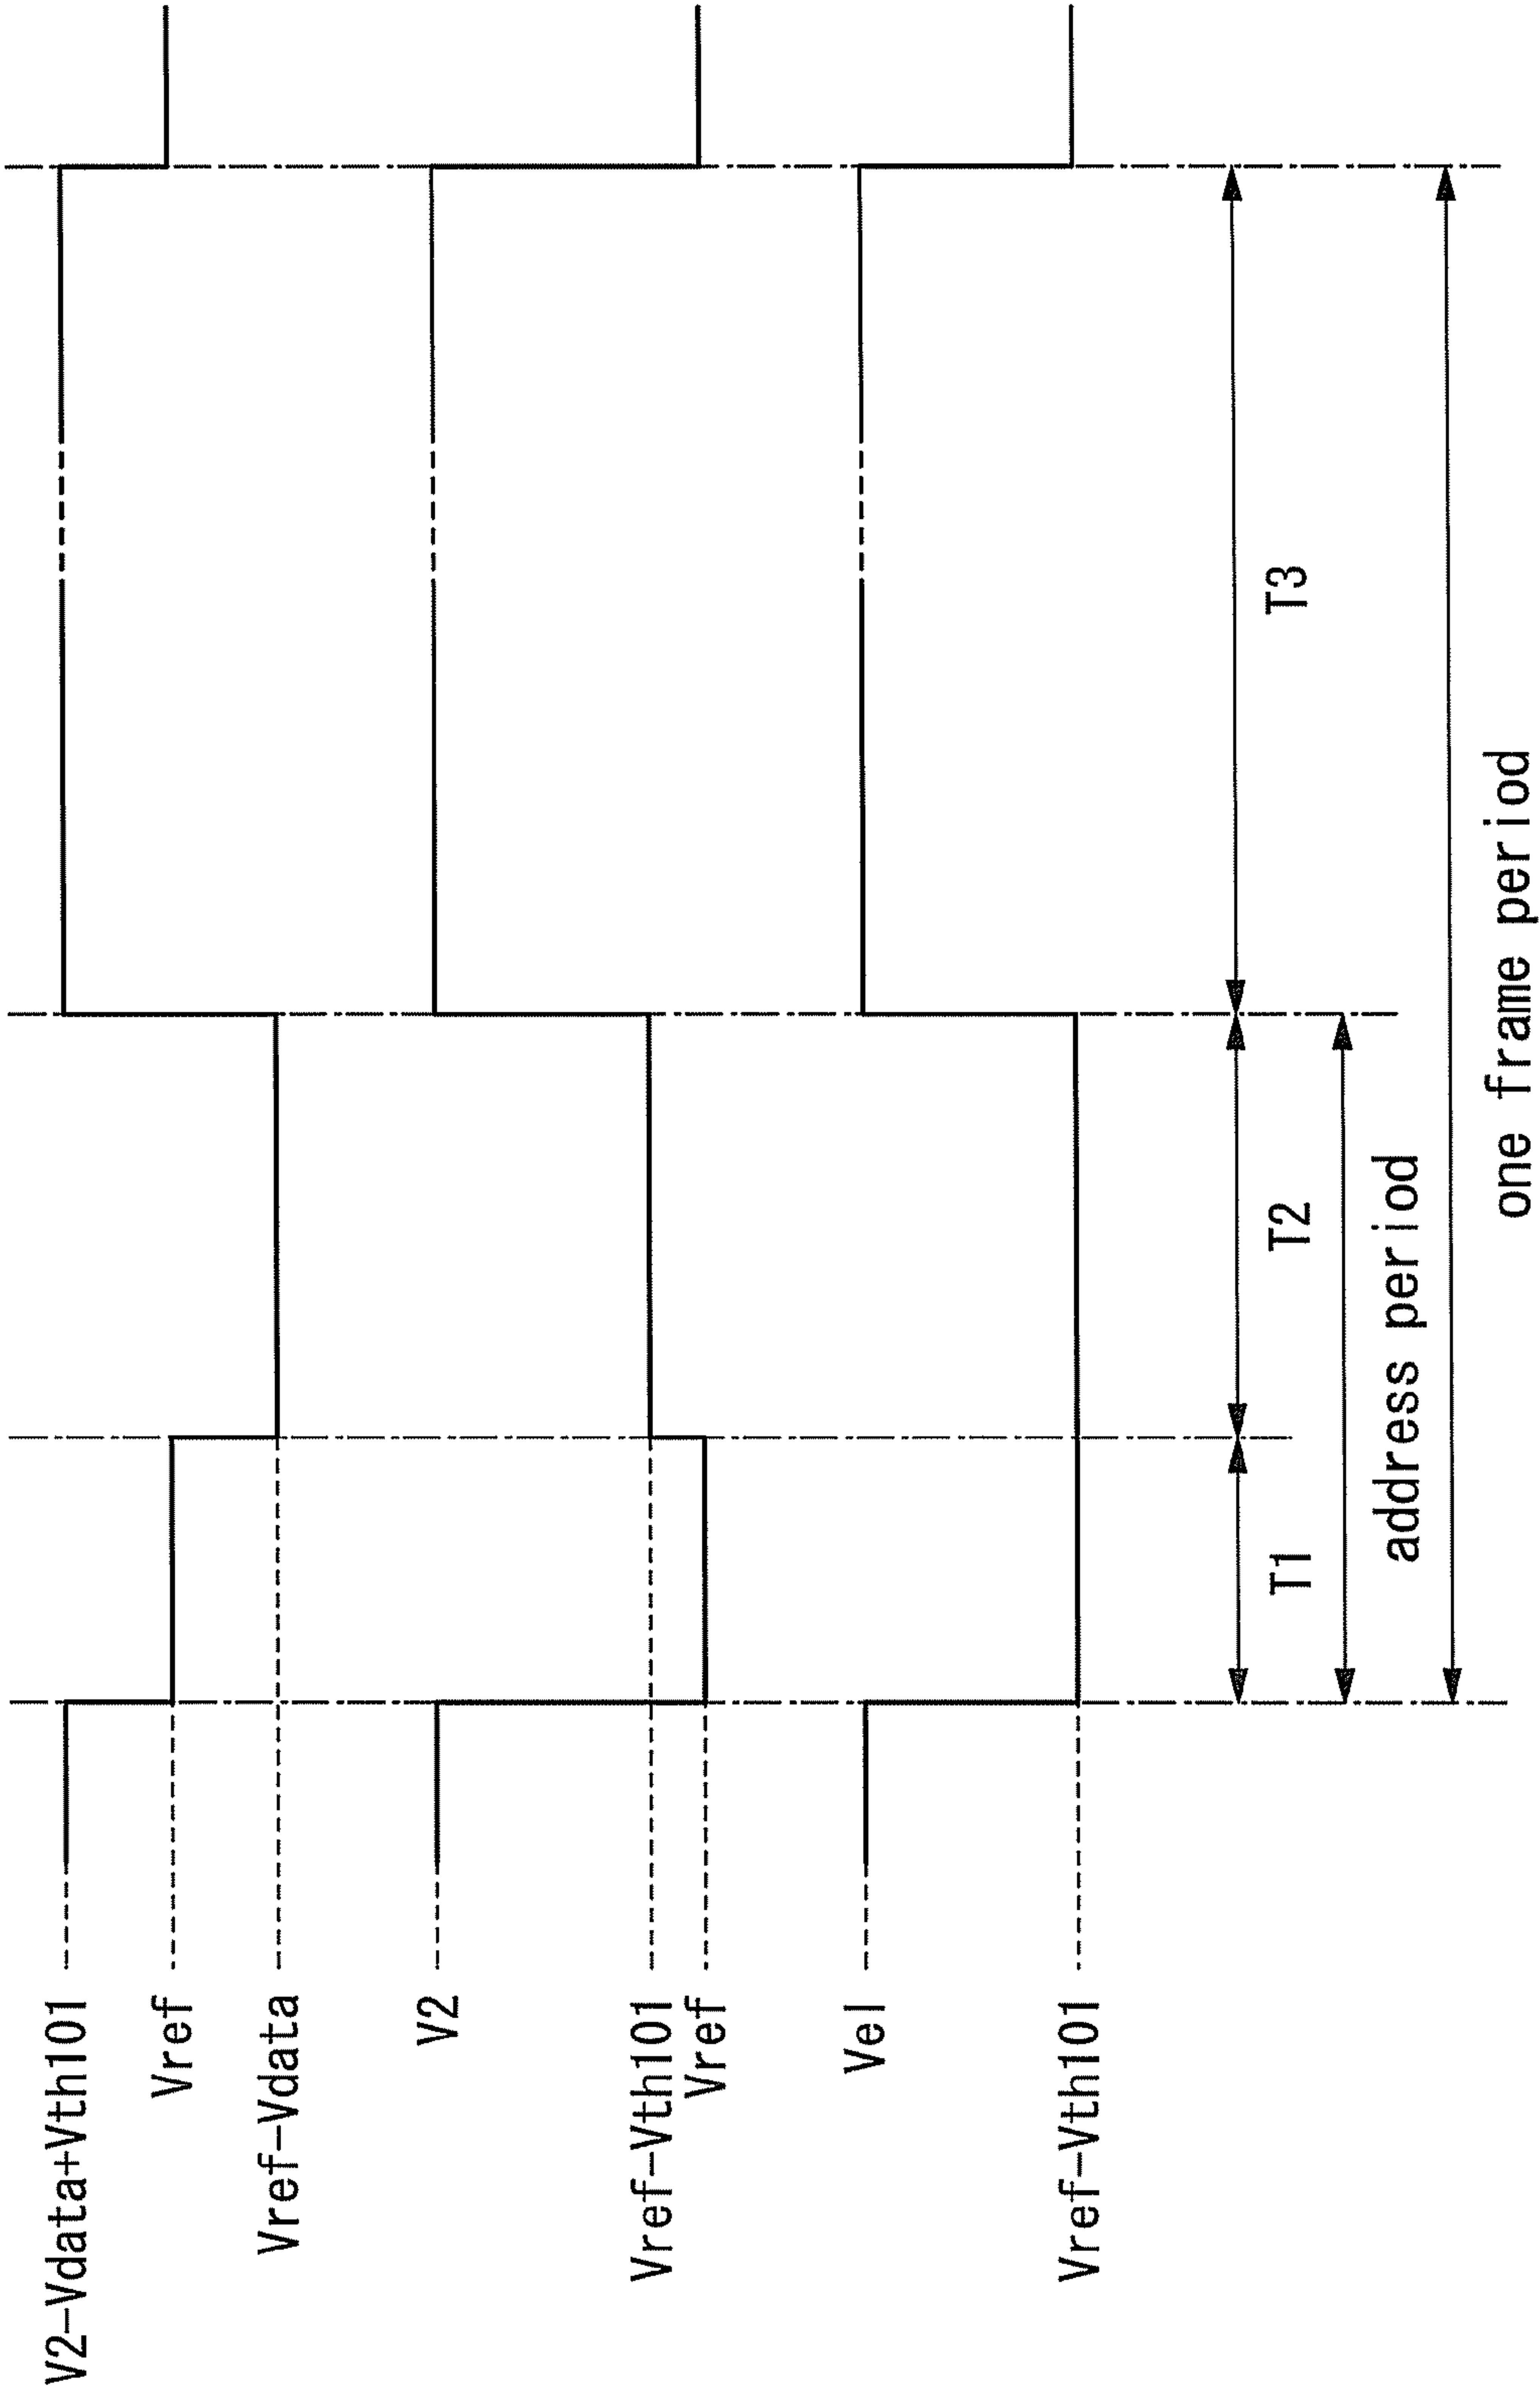 V2-Vdata+Vth101
Vref
Vref-Vdata
V2
Vref-Vth101
Vref
Vel
Vref-Vth101
T1
T2
T3
address period
one frame period